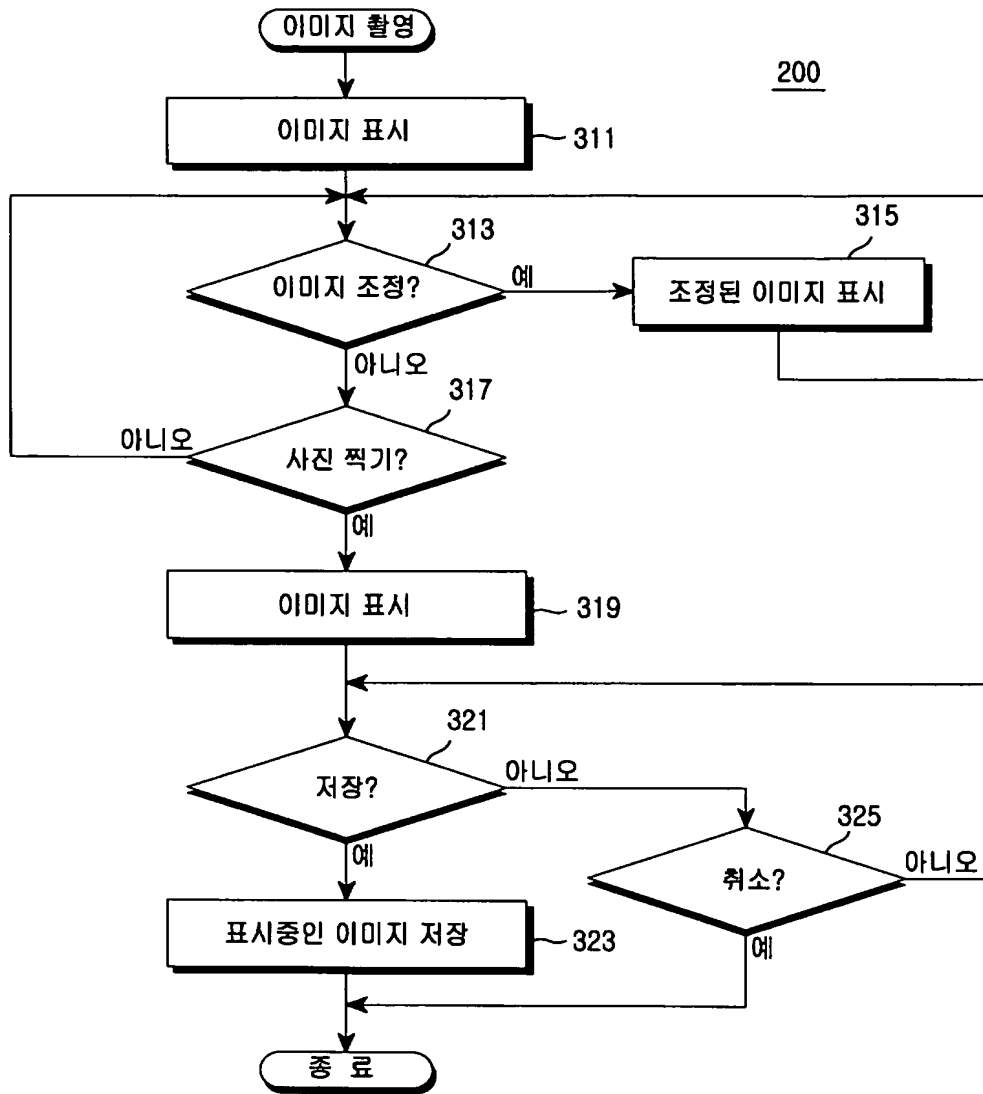 이미지 촬영
200
이미지 표시
311
313
이미지 조정?
예
315
조정된 이미지 표시
아니오
317
사진 찍기?
아니오
예
이미지 표시
319
321
저장?
아니오
예
325
취소?
아니오
예
표시중인 이미지 저장
323
종 료